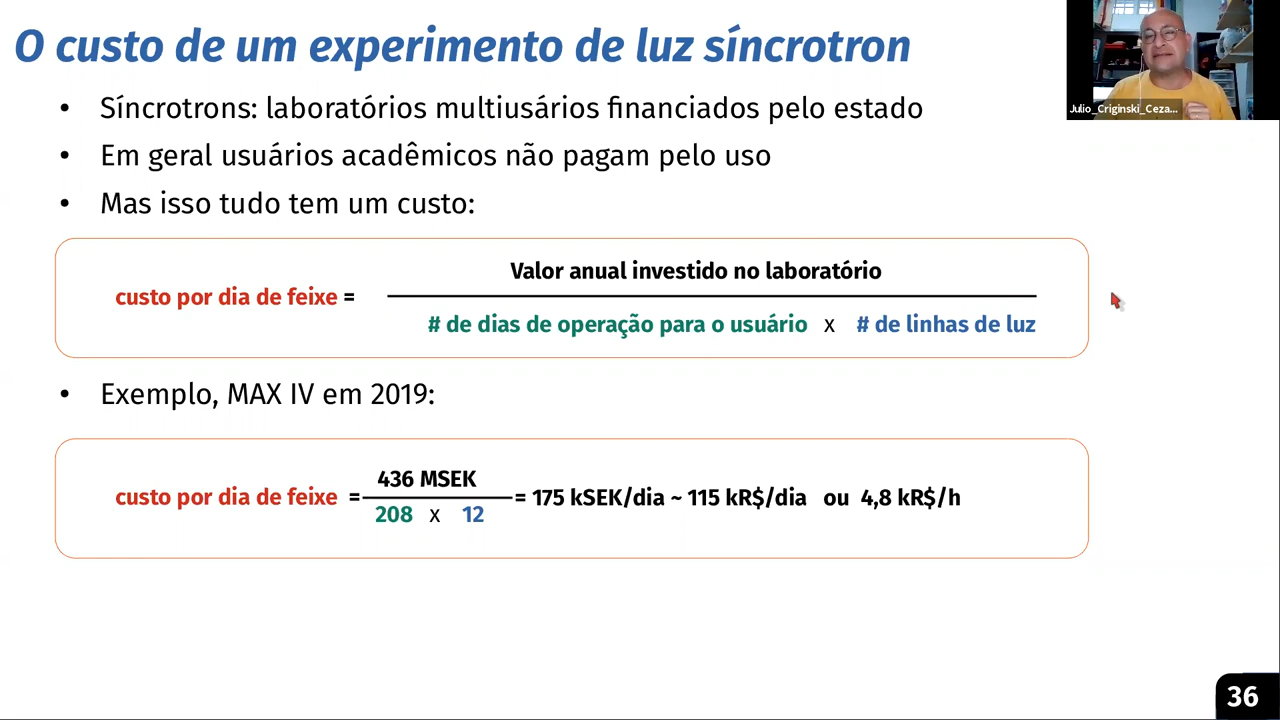 O custo de um experimento de luz síncrotron
Julio_Criginski_Ceza...
• Síncrotrons: laboratórios multiusários financiados pelo estado
• Em geral usuários acadêmicos não pagam pelo uso
• Mas isso tudo tem um custo:
Valor anual investido no laboratório
custo por dia de feixe =
# de dias de operação para o usuário x # de linhas de luz
• Exemplo, MAX IV em 2019:
436 MSEK
custo por dia de feixe = = 175 kSEK/dia ~ 115 kR$/dia ou 4,8 kR$/h
208 x 12
36